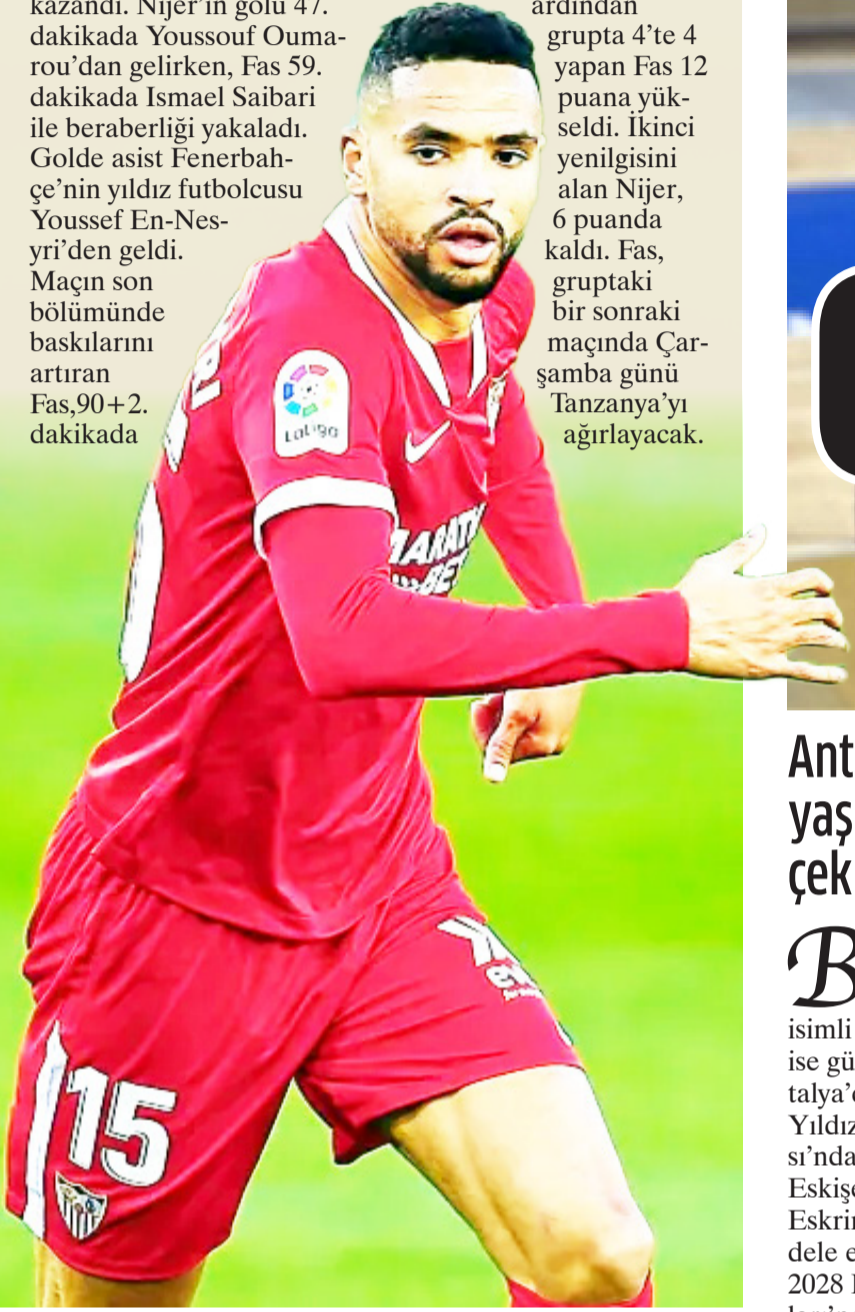 kazandı. Nijer'in golü 47.
dakikada Youssouf Ouma-
rou'dan gelirken, Fas 59.
dakikada Ismael Saibari
ile beraberliği yakaladı.
Golde asist Fenerbah-
çe'nin yıldız futbolcusu
Youssef En-Nes-
yri'den geldi.
Maçın son
bölümünde
baskılarını
artıran
Fas,90+2.
dakikada
ardından
grupta 4'te 4
yapan Fas 12
puana yük-
seldi. İkinci
yenilgisini
alan Nijer,
6 puanda
kaldı. Fas,
gruptaki
bir sonraki
maçında Çar-
şamba günü
Tanzanya'yı
ağırlayacak.
LaLiga
MARATH
BET
15
Ant
yaş
çek
B
isimli
ise gü
talya'
Yıldız
sı'nda
Eskişe
Eskri
dele e
2028